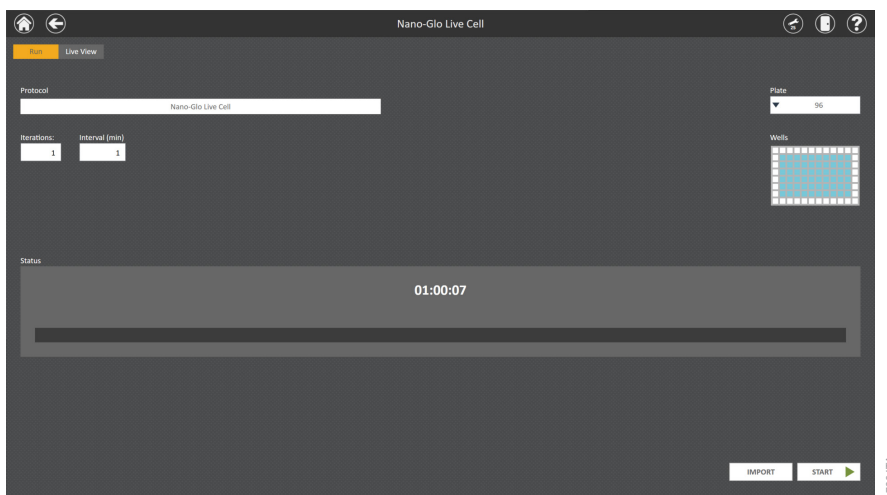 Nano-Glo Live Cell
25
?
Run
Live View
Protocol
Nano-Glo Live Cell
Plate
96
Iterations:
Interval (min)
1
1
Wells
Status
01:00:07
IMPORT
START